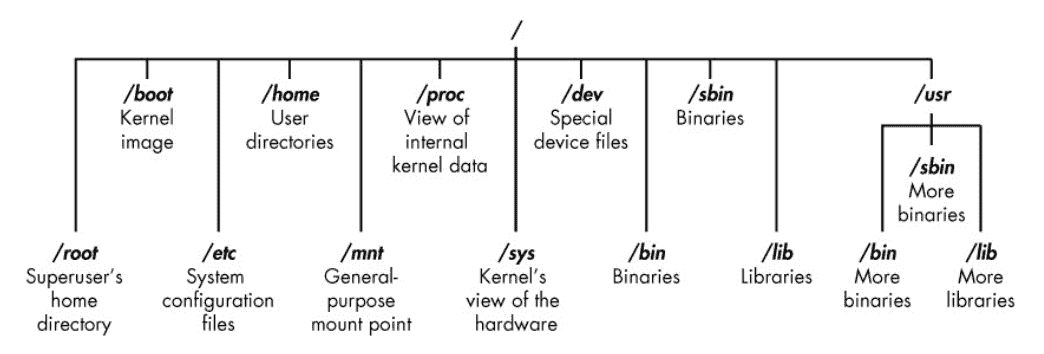 /
/boot
Kernel
image
/home
User
directories
/proc
View of
internal
kernel data
/dev
Special
device files
/sbin
Binaries
/usr
/sbin
More
binaries
/root
Superuser's
home
directory
/etc
System
configuration
files
/mnt
General-
purpose
mount point
/sys
Kernel's
view of the
hardware
/bin
Binaries
/lib
Libraries
/bin
More
binaries
/lib
More
libraries